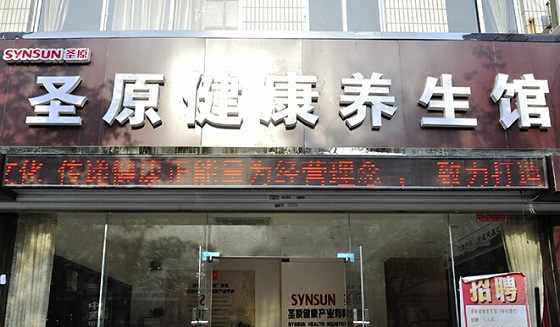 SYNSUN 圣原
圣原健康养生馆
文化 传递健康正能量为经营理念，致力打造
SYNSUN
圣原健康产业有
SYNSUN HEALTH INDUSTRY
招聘